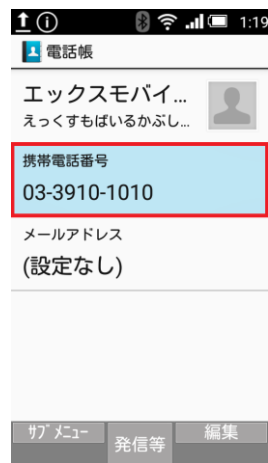 1:19
電話帳
エックスモバイ...
えっくすもばいるかぶし...
携帯電話番号
03-3910-1010
メールアドレス
(設定なし)
ｻﾌﾞﾒﾆｭｰ
発信等
編集